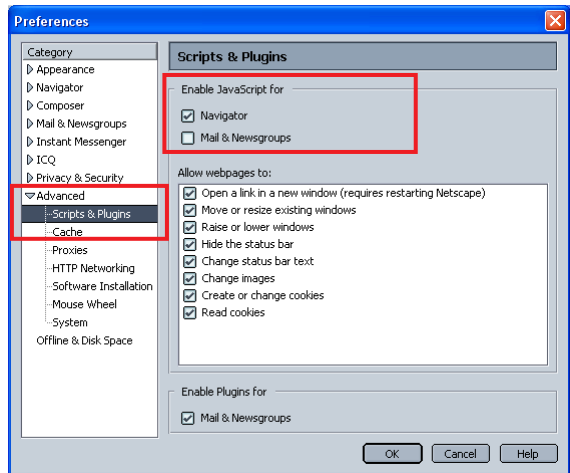 Preferences
Category
Appearance
Navigator
Composer
Mail & Newsgroups
Instant Messenger
ICQ
Privacy & Security
Advanced
Scripts & Plugins
Cache
Proxies
HTTP Networking
Software Installation
Mouse Wheel
System
Offline & Disk Space
Scripts & Plugins
Enable JavaScript for
Navigator
Mail & Newsgroups
Allow webpages to:
Open a link in a new window (requires restarting Netscape)
Move or resize existing windows
Raise or lower windows
Hide the status bar
Change status bar text
Change images
Create or change cookies
Read cookies
Enable Plugins for
Mail & Newsgroups
OK Cancel Help